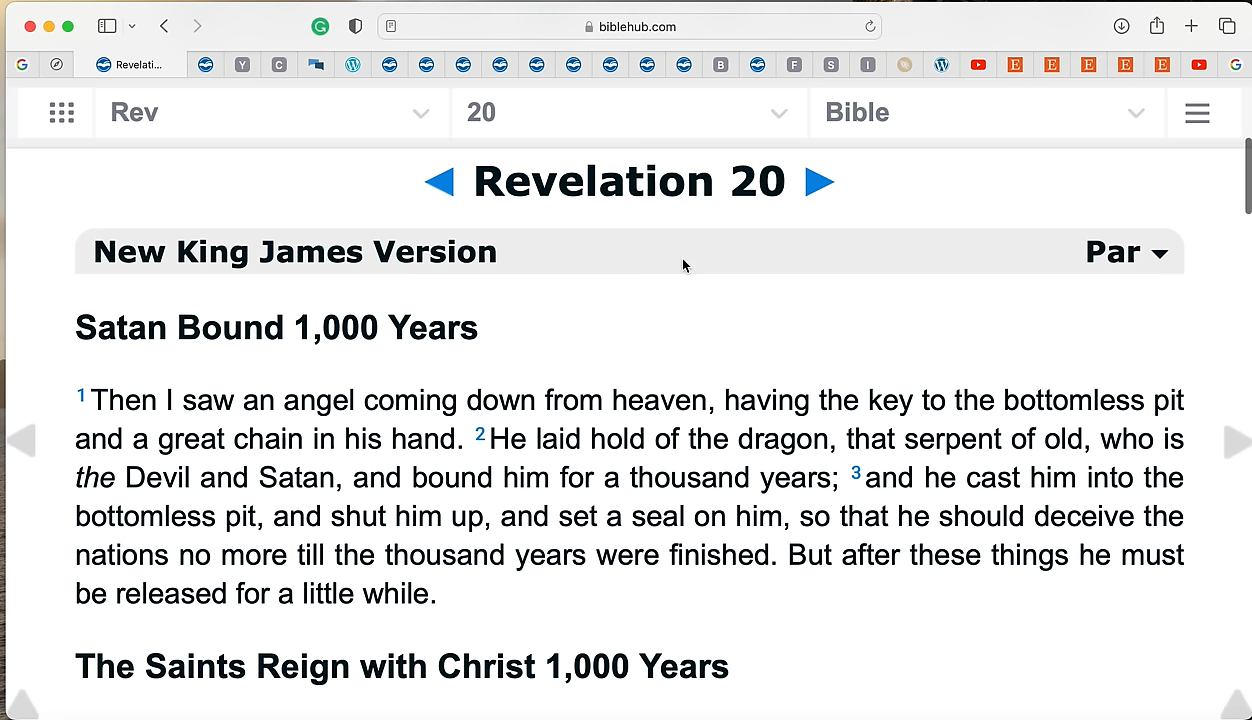 biblehub.com
Revelati...
Y
C
B
F
S
I
E
E
E
E
E
Rev
20
Bible
Revelation 20
New King James Version
Par
Satan Bound 1,000 Years
1 Then I saw an angel coming down from heaven, having the key to the bottomless pit
and a great chain in his hand. 2 He laid hold of the dragon, that serpent of old, who is
the Devil and Satan, and bound him for a thousand years; 3 and he cast him into the
bottomless pit, and shut him up, and set a seal on him, so that he should deceive the
nations no more till the thousand years were finished. But after these things he must
be released for a little while.
The Saints Reign with Christ 1,000 Years